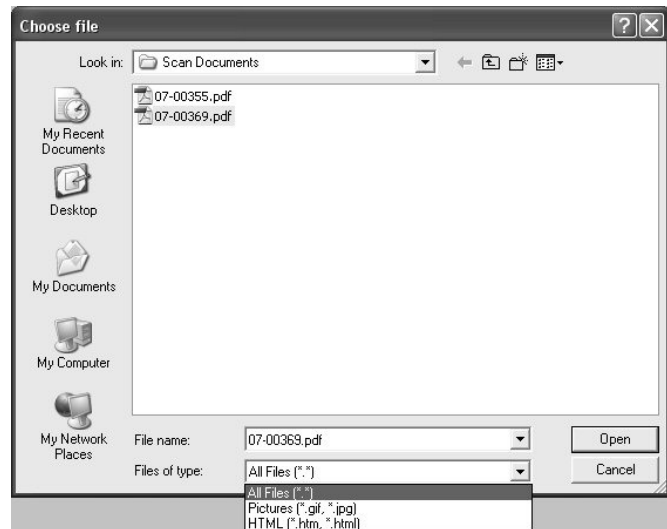 Choose file
Look in: Scan Documents
07-00355.pdf
07-00369.pdf
My Recent
Documents
Desktop
My Documents
My Computer
My Network
Places
File name: 07-00369.pdf Open
Files of type: All Files (*.*) Cancel
All Files (*.*)
Pictures (*.gif, *.jpg)
HTML (*.htm, *.html)